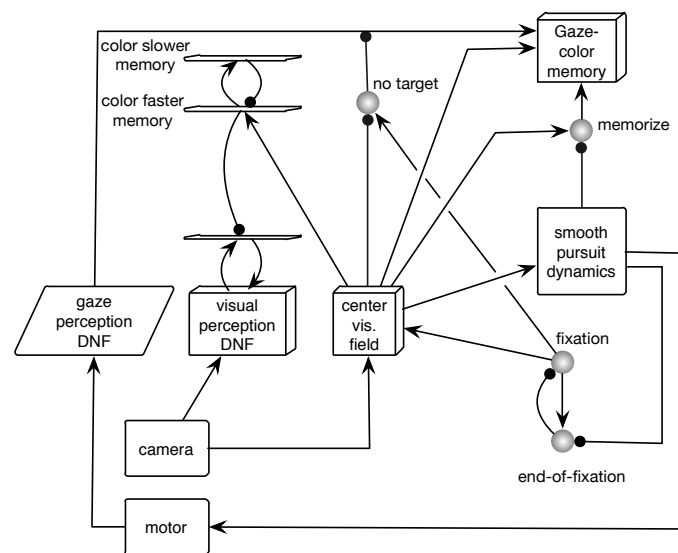 color slower
memory
color faster
memory
no target
Gaze-
color
memory
memorize
smooth
pursuit
dynamics
gaze
perception
DNF
visual
perception
DNF
center
vis.
field
fixation
camera
end-of-fixation
motor